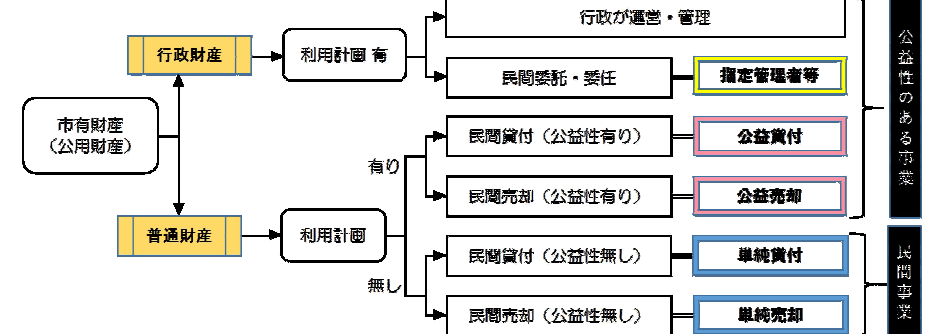 行政が運営・管理
行政財産
利用計画 有
民間委託・委任
指定管理者等
市有財産
（公用財産）
民間貸付（公益性有り）
公益貸付
有り
民間売却（公益性有り）
公益売却
普通財産
利用計画
民間貸付（公益性無し）
単純貸付
無し
民間売却（公益性無し）
単純売却
公益性のある市業
民間事業